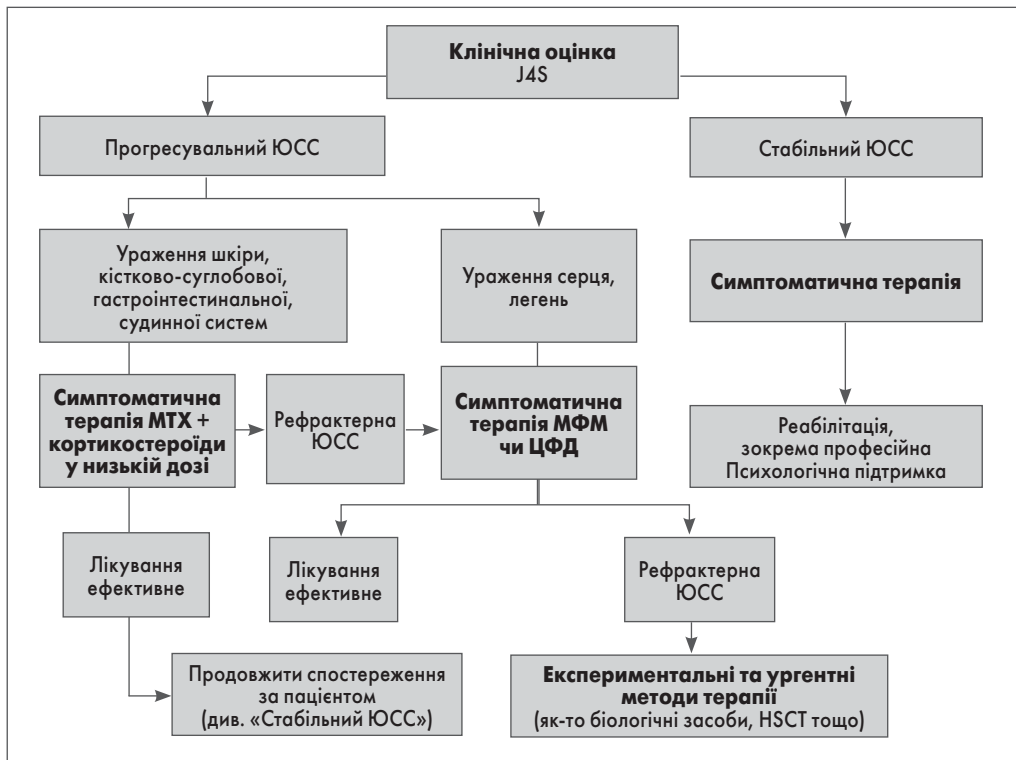 Клінічна оцінка
J4S
Прогресувальний ЮСС
Стабільний ЮСС
Ураження шкіри,
кістково-суглобової,
гастроінтестинальної,
судинної систем
Ураження серця,
легень
Симптоматична терапія
Симптоматична
терапія МТХ +
кортикостероїди
у низькій дозі
Рефрактерна
ЮСС
Симптоматична
терапія МФМ
чи ЦФД
Реабілітація,
зокрема професійна
Психологічна підтримка
Лікування
ефективне
Лікування
ефективне
Рефрактерна
ЮСС
Продовжити спостереження
за пацієнтом
(див. «Стабільний ЮСС»)
Експериментальні та ургентні
методи терапії
(як-то біологічні засоби, HSCT тощо)